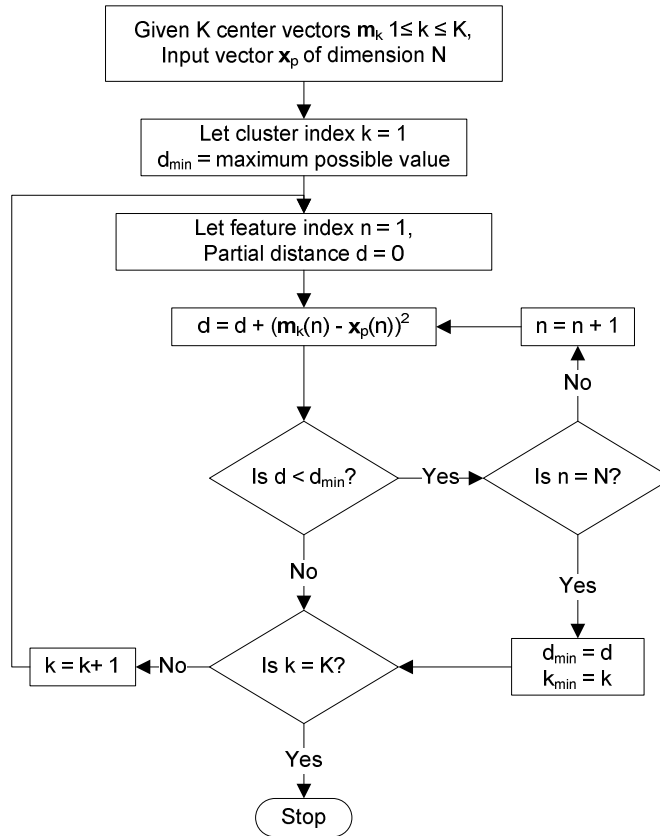 Given K center vectors m_k 1≤ k ≤ K,
Input vector x_p of dimension N
Let cluster index k = 1
d_min = maximum possible value
Let feature index n = 1,
Partial distance d = 0
d = d + (m_k(n) - x_p(n))²
n = n + 1
No
Is d < d_min?
Yes
Is n = N?
No
Yes
d_min = d
k_min = k
Is k = K?
No
k = k+ 1
Yes
Stop